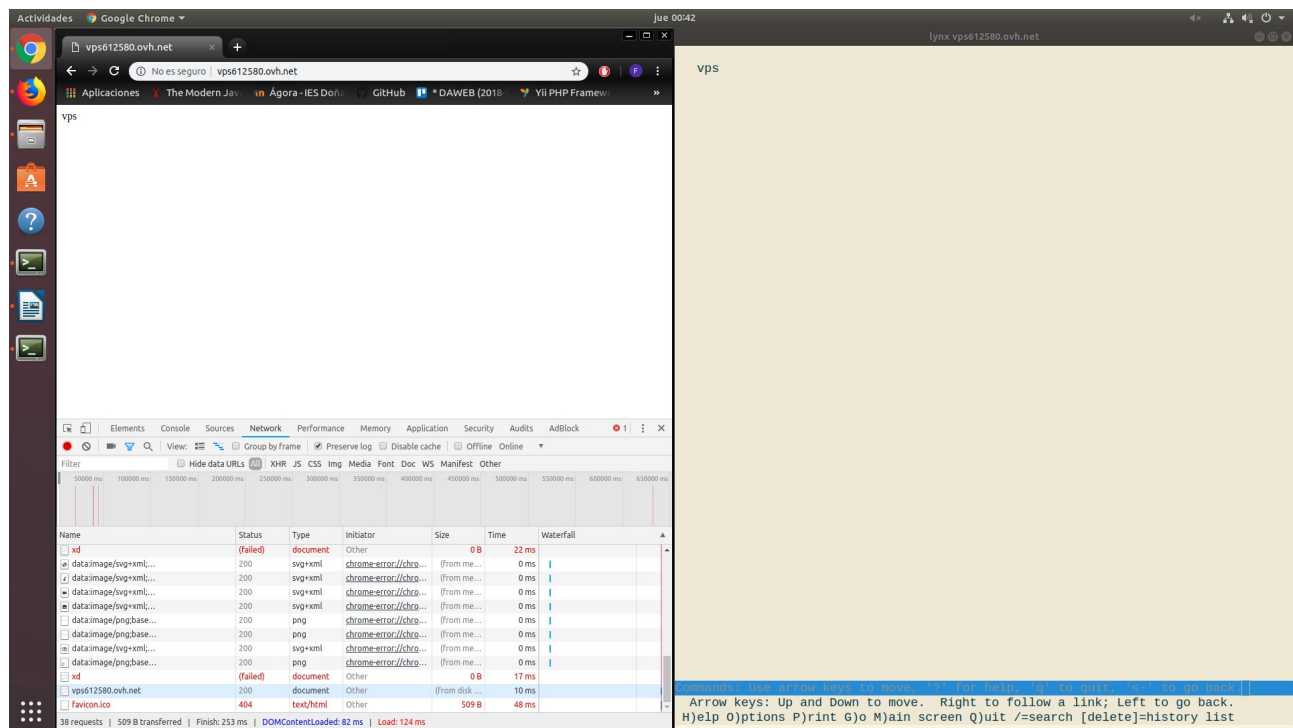 Actividades Google Chrome jue 00:42
vps612580.ovh.net
No es seguro vps612580.ovh.net
Aplicaciones The Modern Jav Ágora - IES Doña GitHub * DAWEB (2018- Yii PHP Framewo »
vps
Elements Console Sources Network Performance Memory Application Security Audits AdBlock 1
View: Group by frame Preserve log Disable cache Offline Online
Filter Hide data URLs All XHR JS CSS Img Media Font Doc WS Manifest Other
50000 ms 100000 ms 150000 ms 200000 ms 250000 ms 300000 ms 350000 ms 400000 ms 450000 ms 500000 ms 550000 ms 600000 ms 650000 ms
Name Status Type Initiator Size Time Waterfall
xd (failed) document Other 0 B 22 ms
data:image/svg+xml;... 200 svg+xml chrome-error://chro... (from me... 0 ms
data:image/svg+xml;... 200 svg+xml chrome-error://chro... (from me... 0 ms
data:image/svg+xml;... 200 svg+xml chrome-error://chro... (from me... 0 ms
data:image/svg+xml;... 200 svg+xml chrome-error://chro... (from me... 0 ms
data:image/png;base... 200 png chrome-error://chro... (from me... 0 ms
data:image/png;base... 200 png chrome-error://chro... (from me... 0 ms
data:image/svg+xml;... 200 svg+xml chrome-error://chro... (from me... 0 ms
data:image/png;base... 200 png chrome-error://chro... (from me... 0 ms
xd (failed) document Other 0 B 17 ms
vps612580.ovh.net 200 document Other (from disk ... 10 ms
favicon.ico 404 text/html Other 509 B 48 ms
38 requests | 509 B transferred | Finish: 253 ms | DOMContentLoaded: 82 ms | Load: 124 ms
lynx vps612580.ovh.net
vps
Commands: Use arrow keys to move, '?' for help, 'q' to quit, '<-' to go back.
Arrow keys: Up and Down to move. Right to follow a link; Left to go back.
H)elp O)ptions P)rint G)o M)ain screen Q)uit /=search [delete]=history list